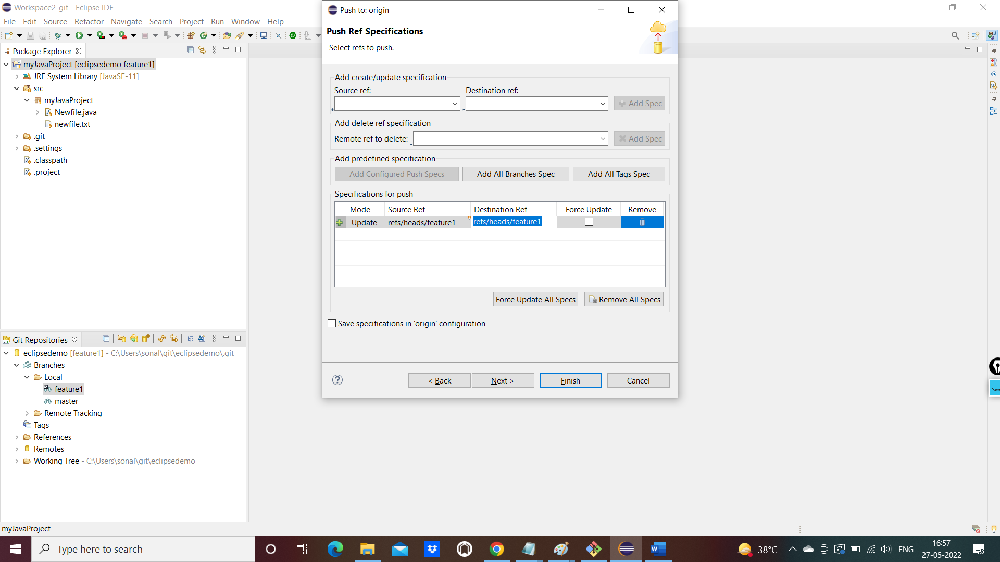 Workspace2-git - Eclipse IDE
File Edit Source Refactor Navigate Search Project Run Window Help
Package Explorer
myJavaProject [eclipsedemo feature1]
JRE System Library [JavaSE-11]
src
myJavaProject
Newfile.java
newfile.txt
.git
.settings
.classpath
.project
Git Repositories
eclipsedemo [feature1] - C:\Users\sonal\git\eclipsedemo\.git
Branches
Local
feature1
master
Remote Tracking
Tags
References
Remotes
Working Tree - C:\Users\sonal\git\eclipsedemo
myJavaProject
Push to: origin
Push Ref Specifications
Select refs to push.
Add create/update specification
Source ref: Destination ref:
Add Spec
Add delete ref specification
Remote ref to delete: Add Spec
Add predefined specification
Add Configured Push Specs Add All Branches Spec Add All Tags Spec
Specifications for push
Mode Source Ref Destination Ref Force Update Remove
Update refs/heads/feature1 refs/heads/feature1
Force Update All Specs Remove All Specs
Save specifications in 'origin' configuration
< Back Next > Finish Cancel
Type here to search
38°C
ENG
16:57
27-05-2022